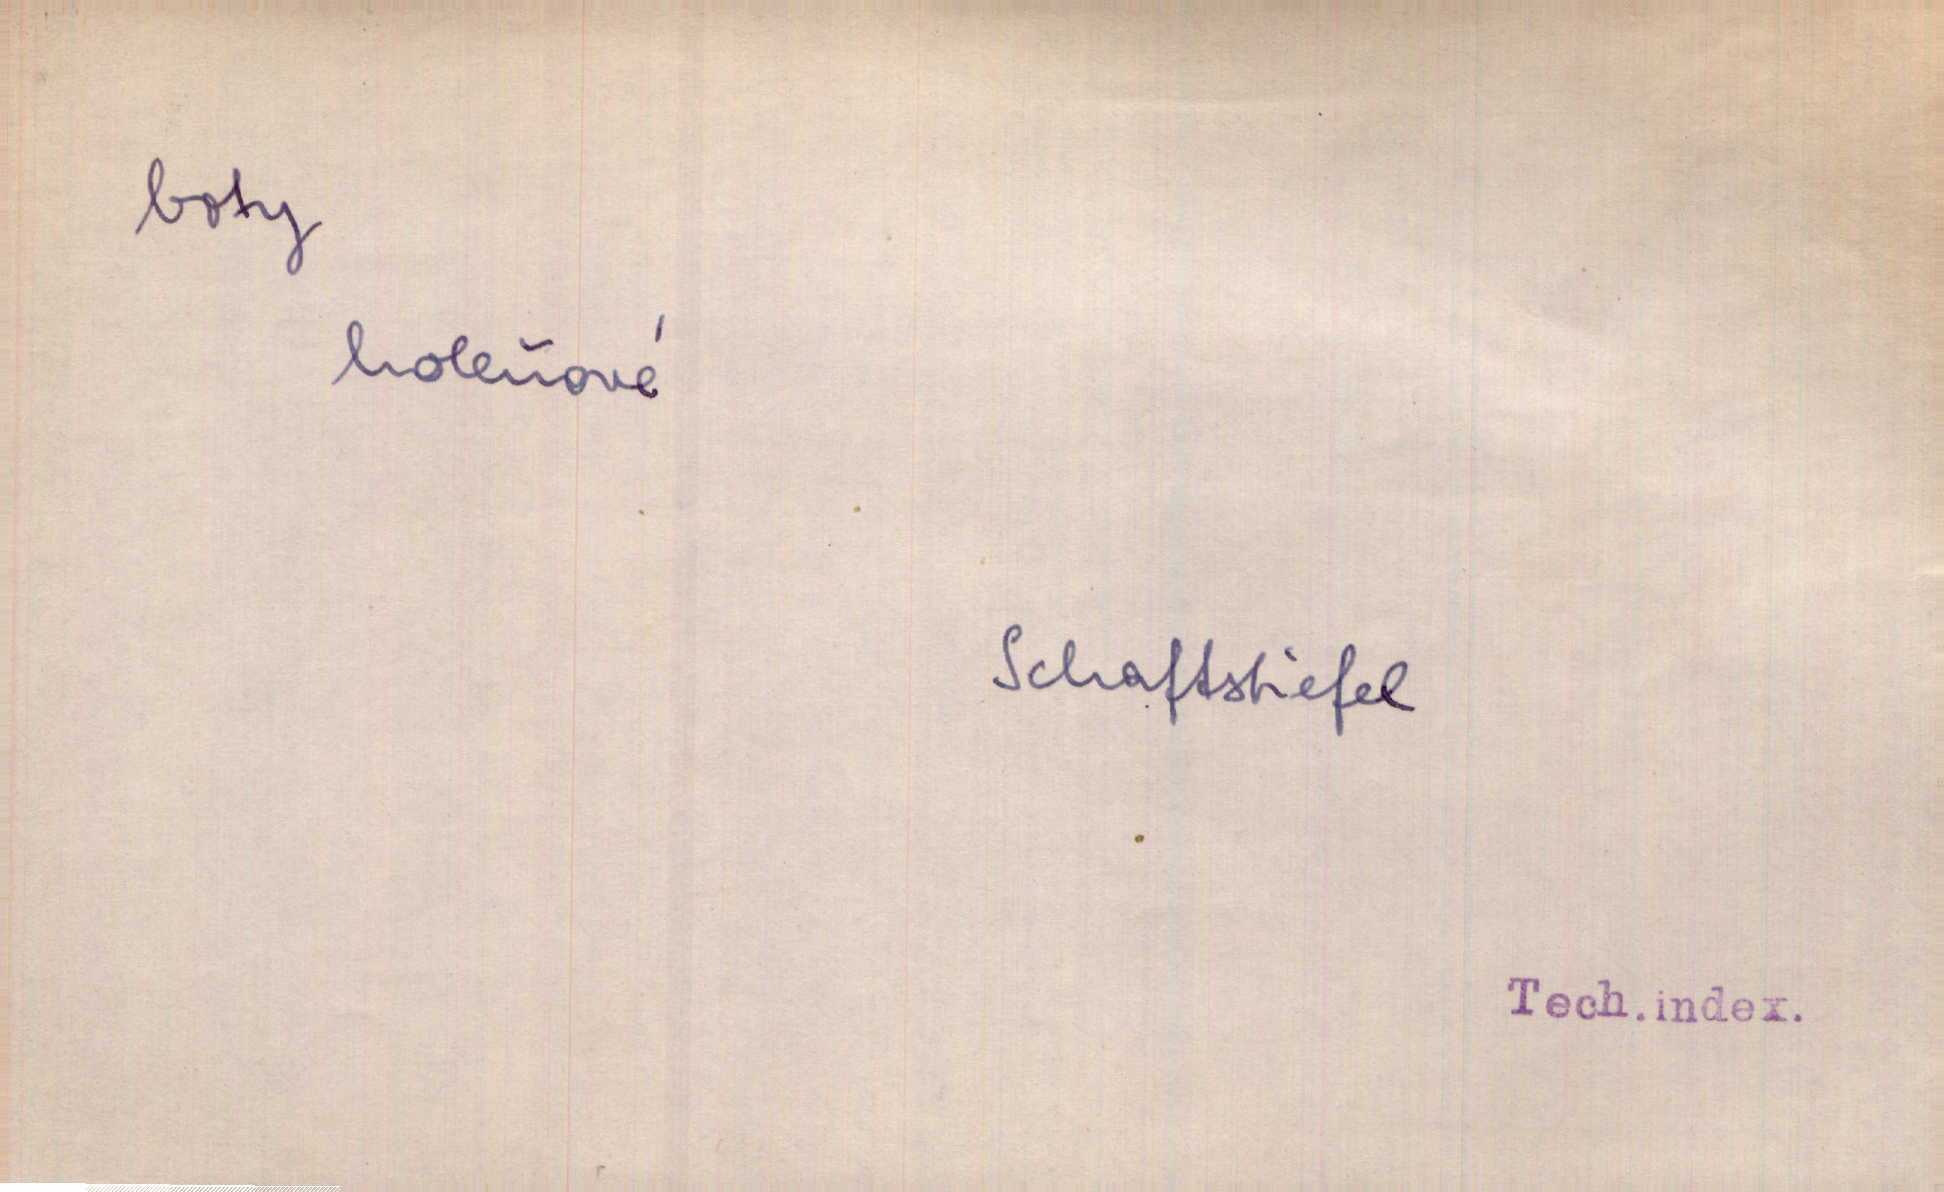 boty
holeňové
Schaftstiefel
Tech.index.